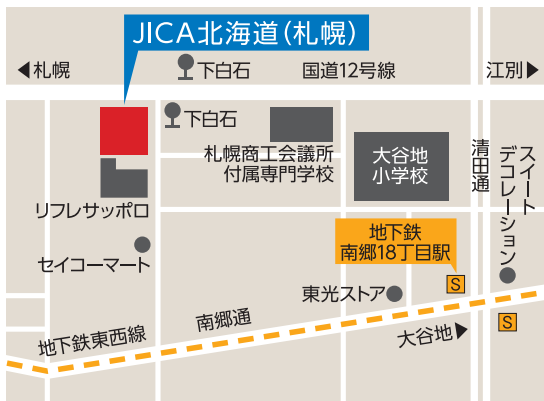 JICA北海道(札幌)
◀札幌
下白石
国道12号線
江別▶
下白石
札幌商工会議所
付属専門学校
大谷地
小学校
清田通
スイート
デコレーション
リフレサッポロ
地下鉄
南郷18丁目駅
セイコーマート
S
東光ストア
S
南郷通
大谷地▶
地下鉄東西線